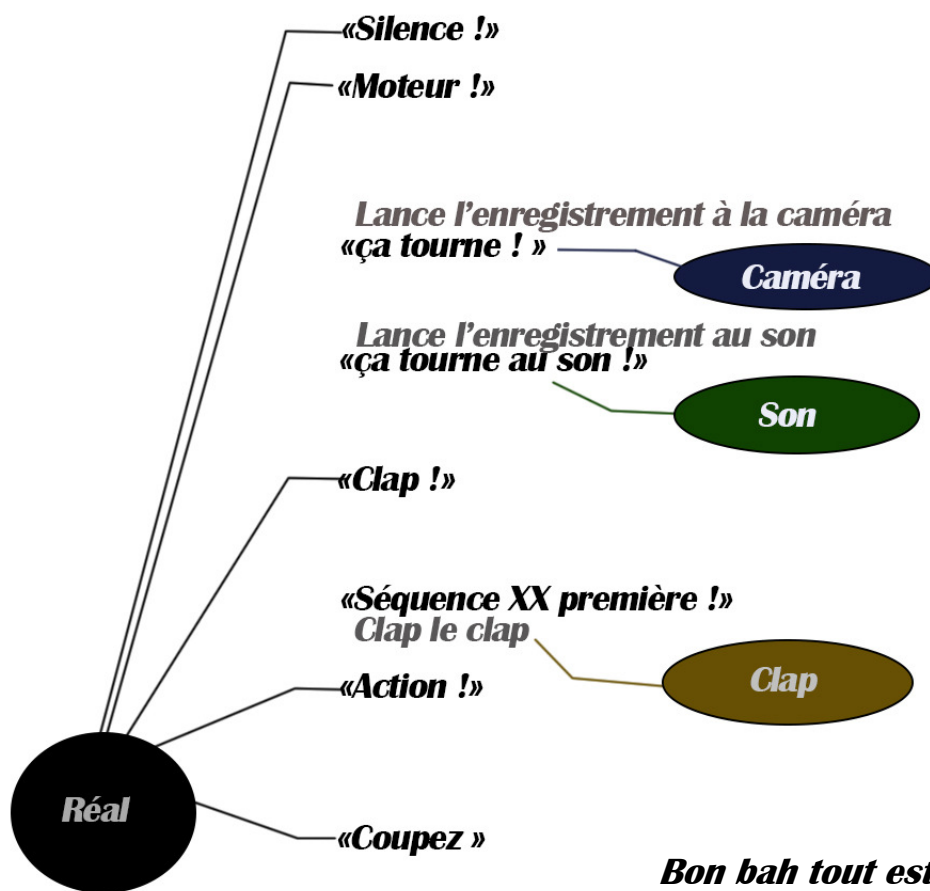 «Silence !»
«Moteur !»
Lance l'enregistrement à la caméra
«ça tourne ! »
Caméra
Lance l'enregistrement au son
«ça tourne au son !»
Son
«Clap !»
«Séquence XX première !»
Clap le clap
Clap
«Action !»
Réal
«Coupez »
Bon bah tout est